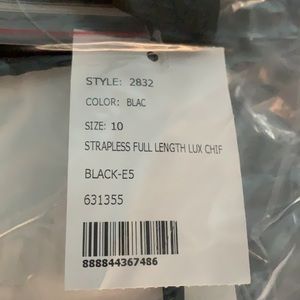 STYLE: 2832
COLOR: BLAC
SIZE: 10
STRAPLESS FULL LENGTH LUX CHIF
BLACK-E5
631355
888844367486